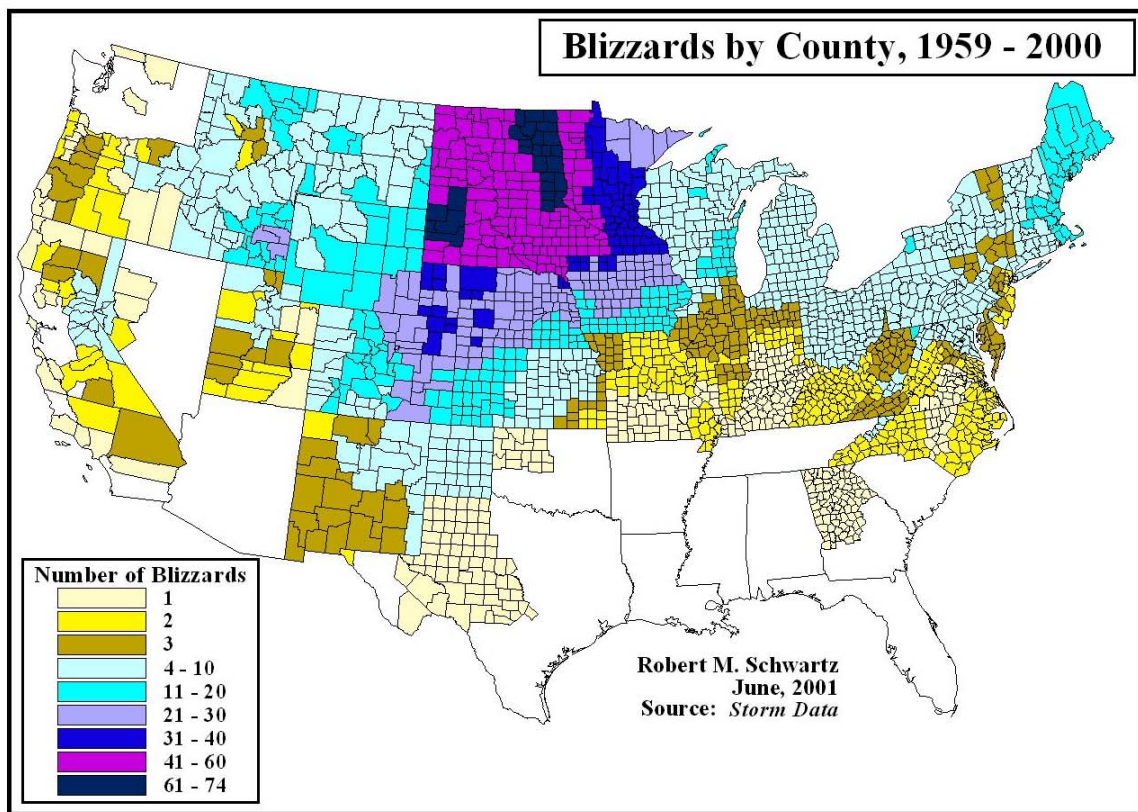 Blizzards by County, 1959 - 2000
Number of Blizzards
1
2
3
4 - 10
11 - 20
21 - 30
31 - 40
41 - 60
61 - 74
Robert M. Schwartz
June, 2001
Source: Storm Data